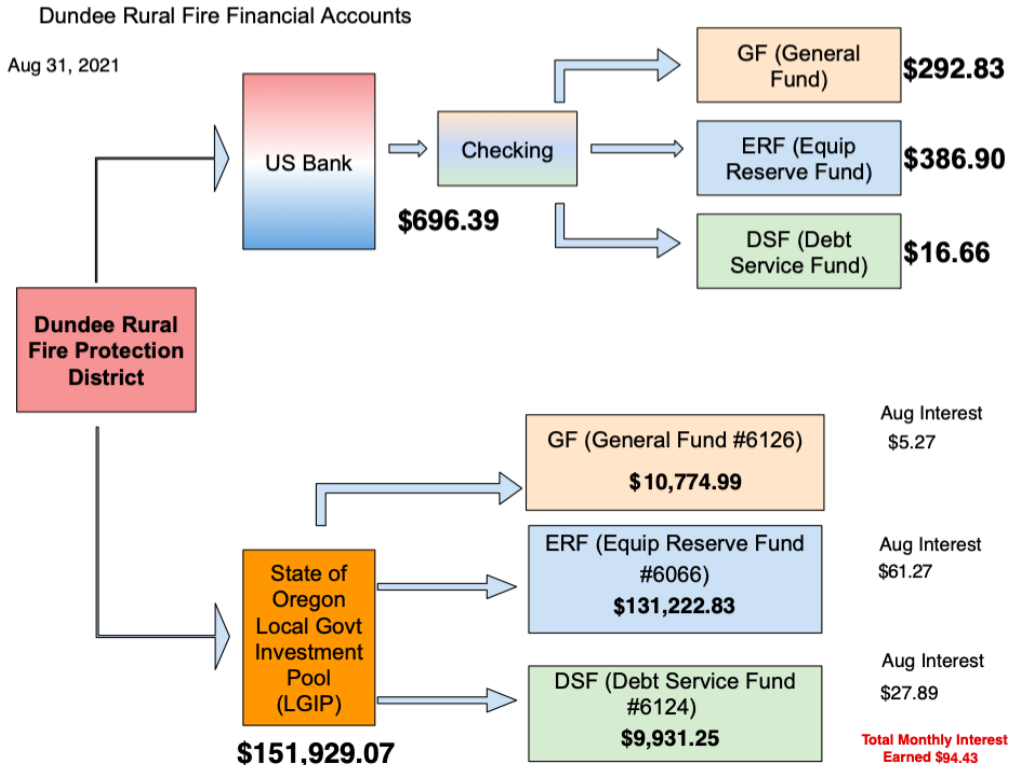 Dundee Rural Fire Financial Accounts
Aug 31, 2021
US Bank
Checking
$696.39
GF (General
Fund)
$292.83
ERF (Equip
Reserve Fund)
$386.90
DSF (Debt
Service Fund)
$16.66
Dundee Rural
Fire Protection
District
State of
Oregon
Local Govt
Investment
Pool
(LGIP)
$151,929.07
GF (General Fund #6126)
$10,774.99
Aug Interest
$5.27
ERF (Equip Reserve Fund
#6066)
$131,222.83
Aug Interest
$61.27
DSF (Debt Service Fund
#6124)
$9,931.25
Aug Interest
$27.89
Total Monthly Interest
Earned $94.43